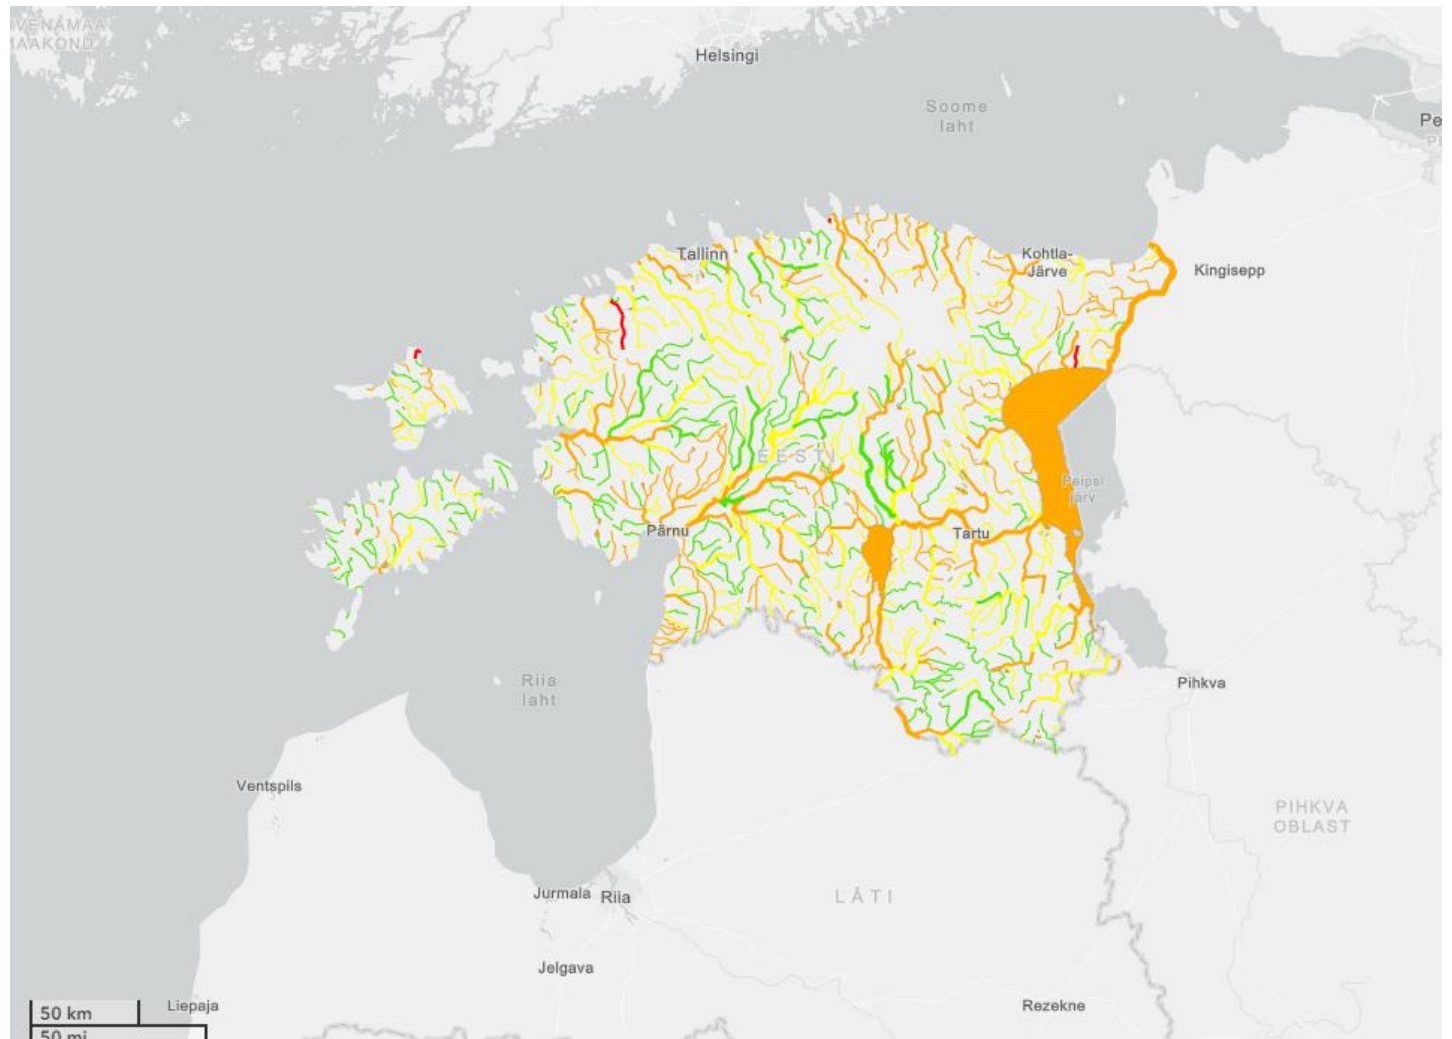 VENAMAA
MAAKOND
Helsingi
Soome
laht
Pe
Tallinn
Kohtla-
Järve
Kingisepp
EESTI
Peipsi
järv
Pärnu
Tartu
Riia
laht
Pihkva
Ventspils
PIHKVA
OBLAST
Jurmala
Riia
LÄTI
Jelgava
Liepaja
Rezekne
50 km
50 mi